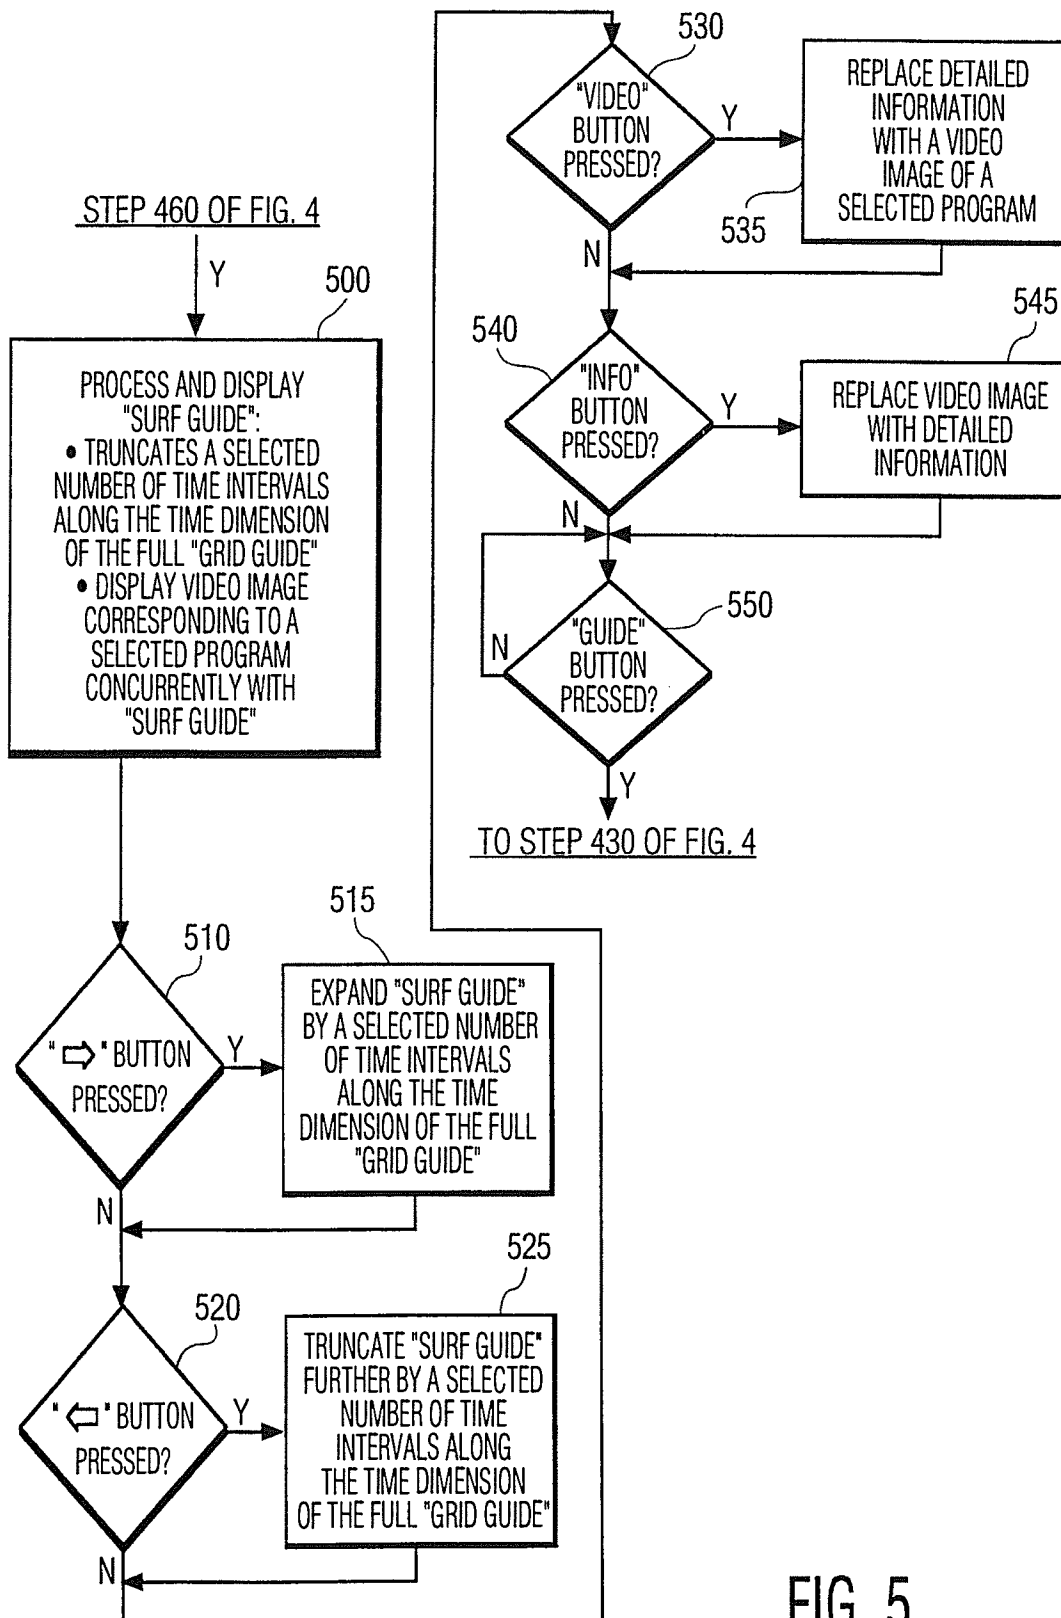 STEP 460 OF FIG. 4
Y
500
PROCESS AND DISPLAY
"SURF GUIDE":
• TRUNCATES A SELECTED
NUMBER OF TIME INTERVALS
ALONG THE TIME DIMENSION
OF THE FULL "GRID GUIDE"
• DISPLAY VIDEO IMAGE
CORRESPONDING TO A
SELECTED PROGRAM
CONCURRENTLY WITH
"SURF GUIDE"
510
"⇨" BUTTON
PRESSED?
Y
515
EXPAND "SURF GUIDE"
BY A SELECTED NUMBER
OF TIME INTERVALS
ALONG THE TIME
DIMENSION OF THE FULL
"GRID GUIDE"
N
520
"⇦" BUTTON
PRESSED?
Y
525
TRUNCATE "SURF GUIDE"
FURTHER BY A SELECTED
NUMBER OF TIME
INTERVALS ALONG
THE TIME DIMENSION
OF THE FULL "GRID GUIDE"
N
530
"VIDEO"
BUTTON
PRESSED?
Y
535
REPLACE DETAILED
INFORMATION
WITH A VIDEO
IMAGE OF A
SELECTED PROGRAM
N
540
"INFO"
BUTTON
PRESSED?
Y
545
REPLACE VIDEO IMAGE
WITH DETAILED
INFORMATION
N
550
"GUIDE"
BUTTON
PRESSED?
N
Y
TO STEP 430 OF FIG. 4
FIG. 5